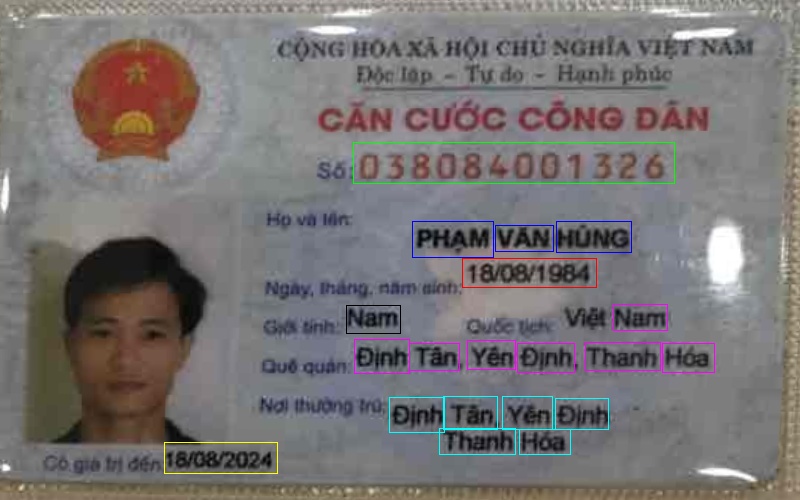 CỘNG HÒA XÃ HỘI CHỦ NGHĨA VIỆT NAM
Độc lập - Tự do - Hạnh phúc
CĂN CƯỚC CÔNG DÂN
Số: 038084001326
Họ và tên:
PHẠM VĂN HÙNG
Ngày, tháng, năm sinh: 18/08/1984
Giới tính: Nam Quốc tịch: Việt Nam
Quê quán: Định Tân, Yên Định, Thanh Hóa
Nơi thường trú: Định Tân, Yên Định
Thanh Hóa
Có giá trị đến 18/08/2024